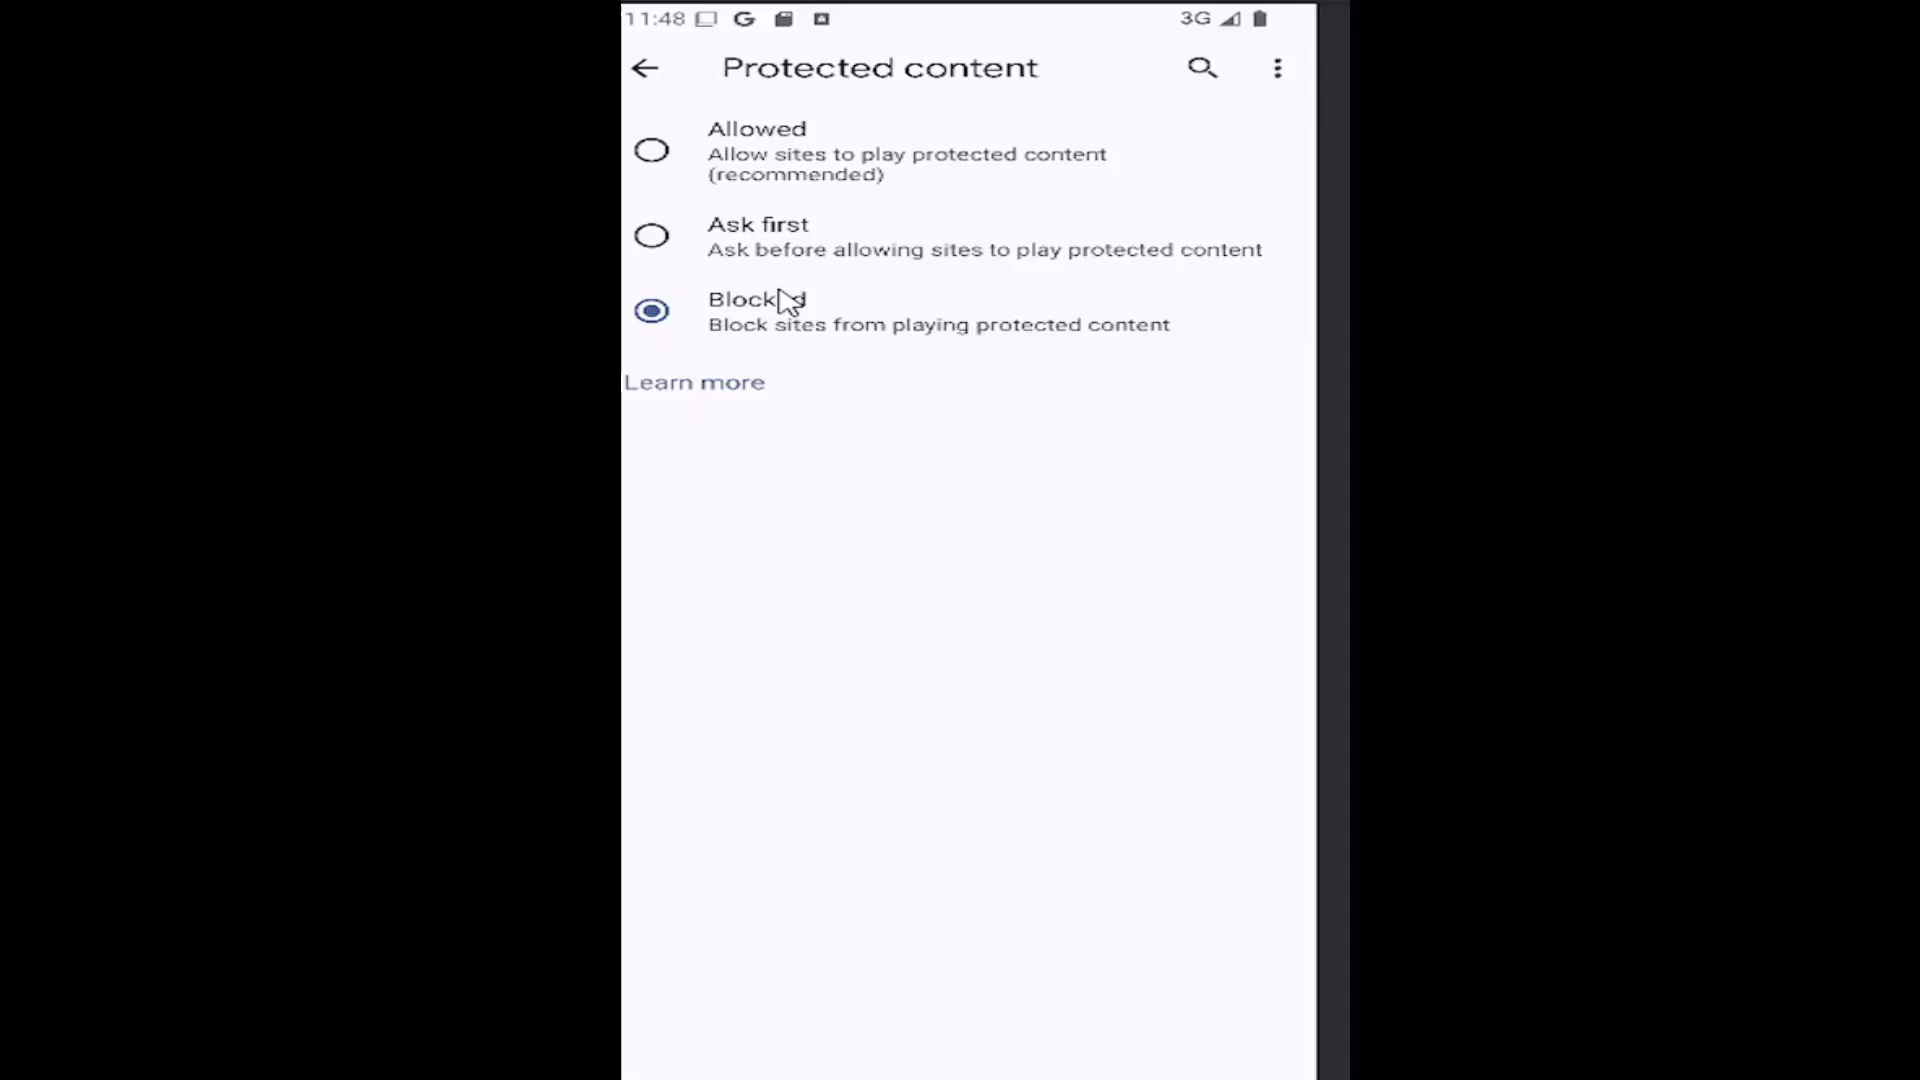 11:48 G 3G
Protected content
Allowed
Allow sites to play protected content
(recommended)
Ask first
Ask before allowing sites to play protected content
Block sites from playing protected content
Learn more